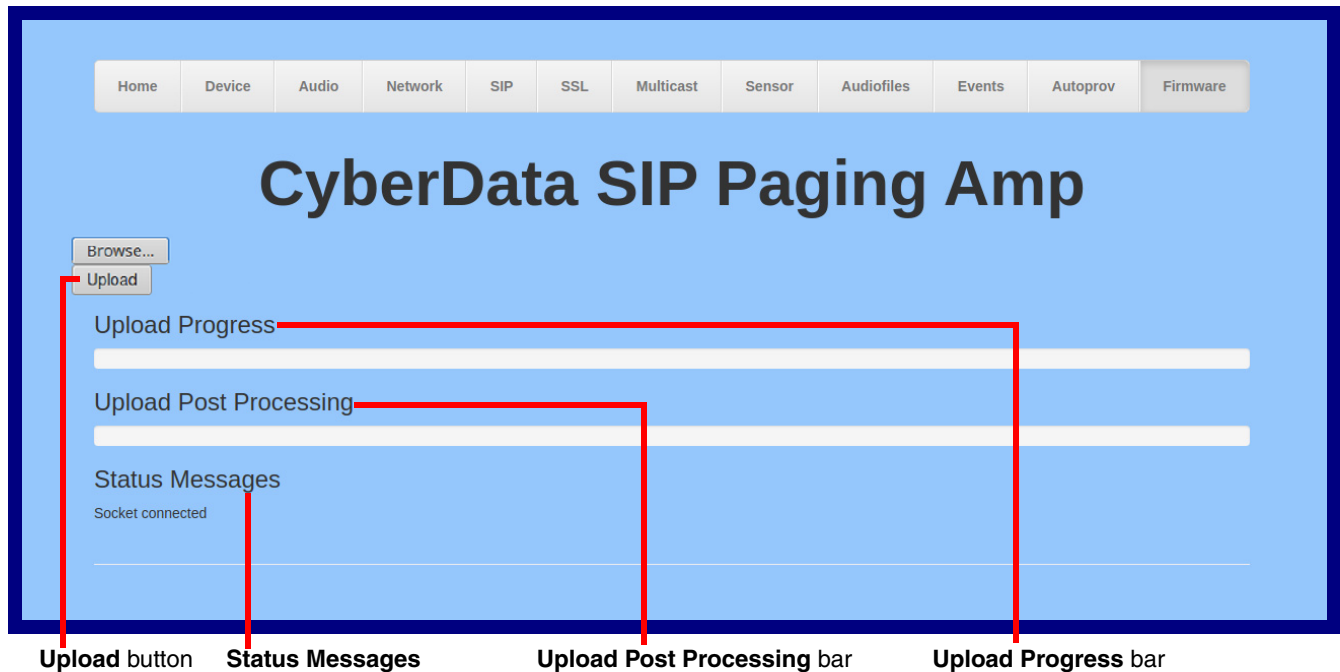 Home Device Audio Network SIP SSL Multicast Sensor Audiofiles Events Autoprov Firmware
CyberData SIP Paging Amp
Browse...
Upload
Upload Progress
Upload Post Processing
Status Messages
Socket connected
Upload button Status Messages Upload Post Processing bar Upload Progress bar